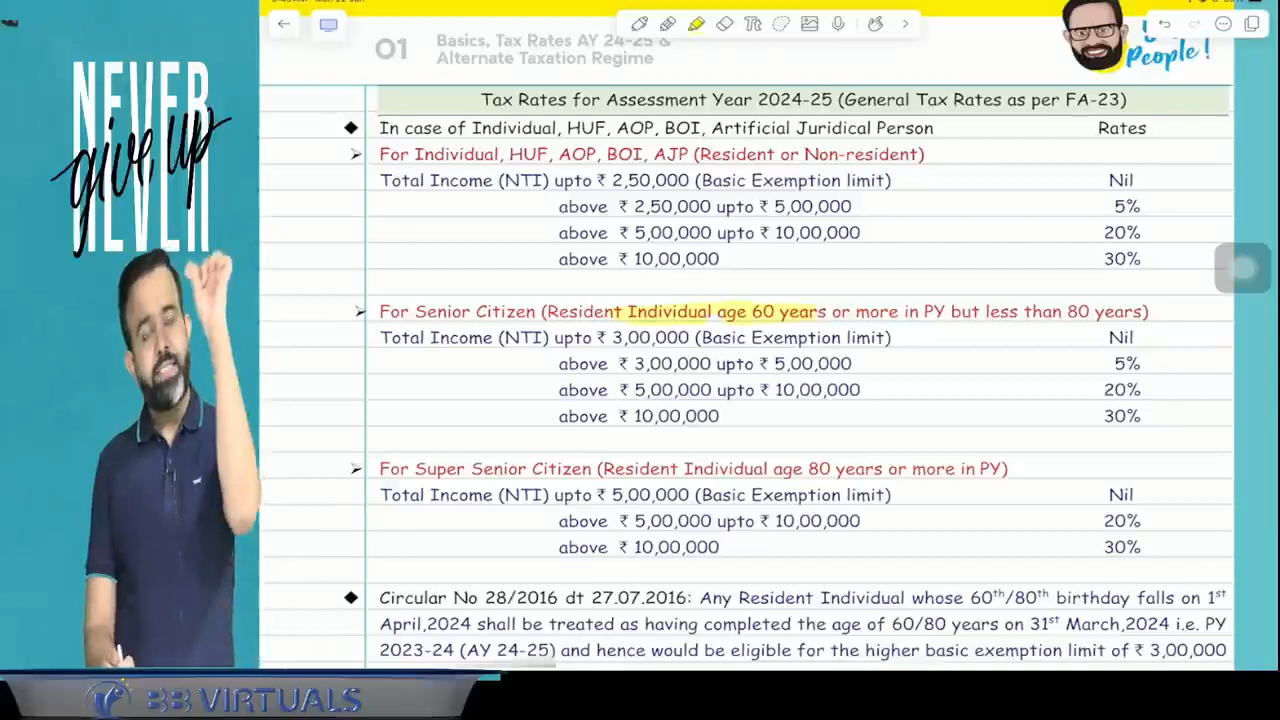 NEVER
give up
NEVER
01
Basics, Tax Rates AY 24-25 &
Alternate Taxation Regime
People !
Tax Rates for Assessment Year 2024-25 (General Tax Rates as per FA-23)
◆ In case of Individual, HUF, AOP, BOI, Artificial Juridical Person Rates
➢ For Individual, HUF, AOP, BOI, AJP (Resident or Non-resident)
Total Income (NTI) upto ₹ 2,50,000 (Basic Exemption limit) Nil
above ₹ 2,50,000 upto ₹ 5,00,000 5%
above ₹ 5,00,000 upto ₹ 10,00,000 20%
above ₹ 10,00,000 30%
➢ For Senior Citizen (Resident Individual age 60 years or more in PY but less than 80 years)
Total Income (NTI) upto ₹ 3,00,000 (Basic Exemption limit) Nil
above ₹ 3,00,000 upto ₹ 5,00,000 5%
above ₹ 5,00,000 upto ₹ 10,00,000 20%
above ₹ 10,00,000 30%
➢ For Super Senior Citizen (Resident Individual age 80 years or more in PY)
Total Income (NTI) upto ₹ 5,00,000 (Basic Exemption limit) Nil
above ₹ 5,00,000 upto ₹ 10,00,000 20%
above ₹ 10,00,000 30%
◆ Circular No 28/2016 dt 27.07.2016: Any Resident Individual whose 60th/80th birthday falls on 1st
April,2024 shall be treated as having completed the age of 60/80 years on 31st March,2024 i.e. PY
2023-24 (AY 24-25) and hence would be eligible for the higher basic exemption limit of ₹ 3,00,000
BB VIRTUALS